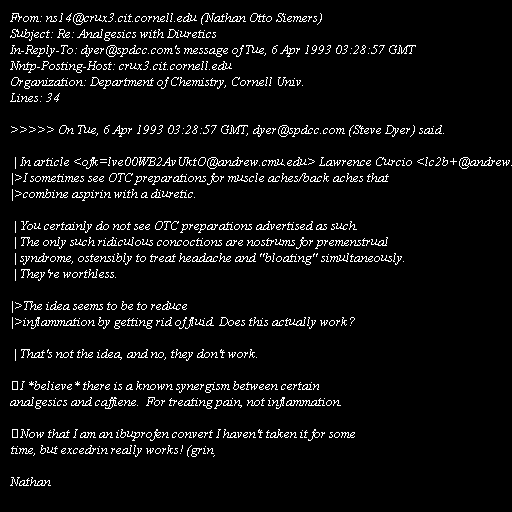 From: ns14@crux3.cit.cornell.edu (Nathan Otto Siemers)
Subject: Re: Analgesics with Diuretics
In-Reply-To: dyer@spdcc.com's message of Tue, 6 Apr 1993 03:28:57 GMT
Nntp-Posting-Host: crux3.cit.cornell.edu
Organization: Department of Chemistry, Cornell Univ.
Lines: 34

>>>>> On Tue, 6 Apr 1993 03:28:57 GMT, dyer@spdcc.com (Steve Dyer) said.

| In article <ofk=lve00WB2AvUktO@andrew.cmu.edu> Lawrence Curcio <lc2b+@andrew.
|>I sometimes see OTC preparations for muscle aches/back aches that
|>combine aspirin with a diuretic.

| You certainly do not see OTC preparations advertised as such.
| The only such ridiculous concoctions are nostrums for premenstrual
| syndrome, ostensibly to treat headache and "bloating" simultaneously.
| They're worthless.

|>The idea seems to be to reduce
|>inflammation by getting rid of fluid. Does this actually work?

| That's not the idea, and no, they don't work.

I *believe* there is a known synergism between certain
analgesics and caffiene.  For treating pain, not inflammation.

Now that I am an ibuprofen convert I haven't taken it for some
time, but excedrin really works! (grin,

Nathan